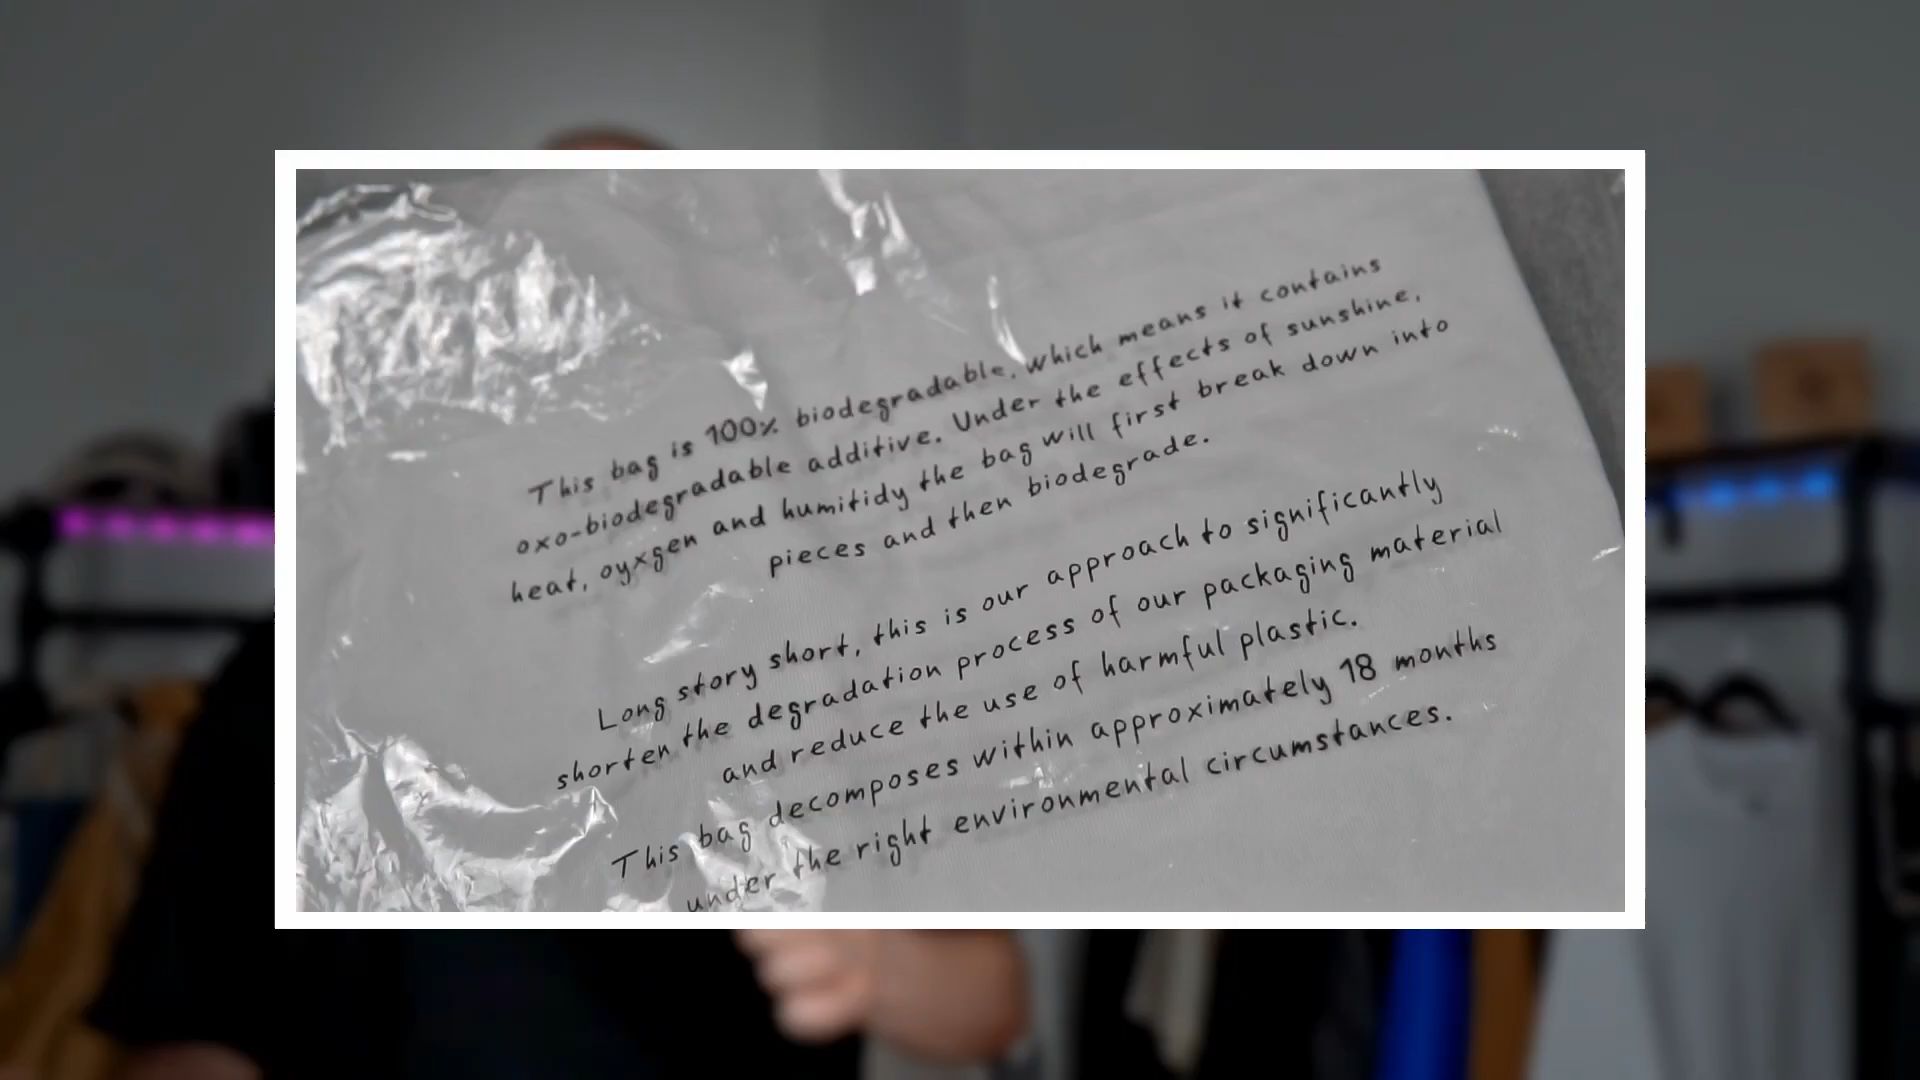 This bag is 100% biodegradable, which means it contains
oxo-biodegradable additive. Under the effects of sunshine,
heat, oyxgen and humitidy the bag will first break down into
pieces and then biodegrade.
Long story short, this is our approach to significantly
shorten the degradation process of our packaging material
and reduce the use of harmful plastic.
This bag decomposes within approximately 18 months
under the right environmental circumstances.